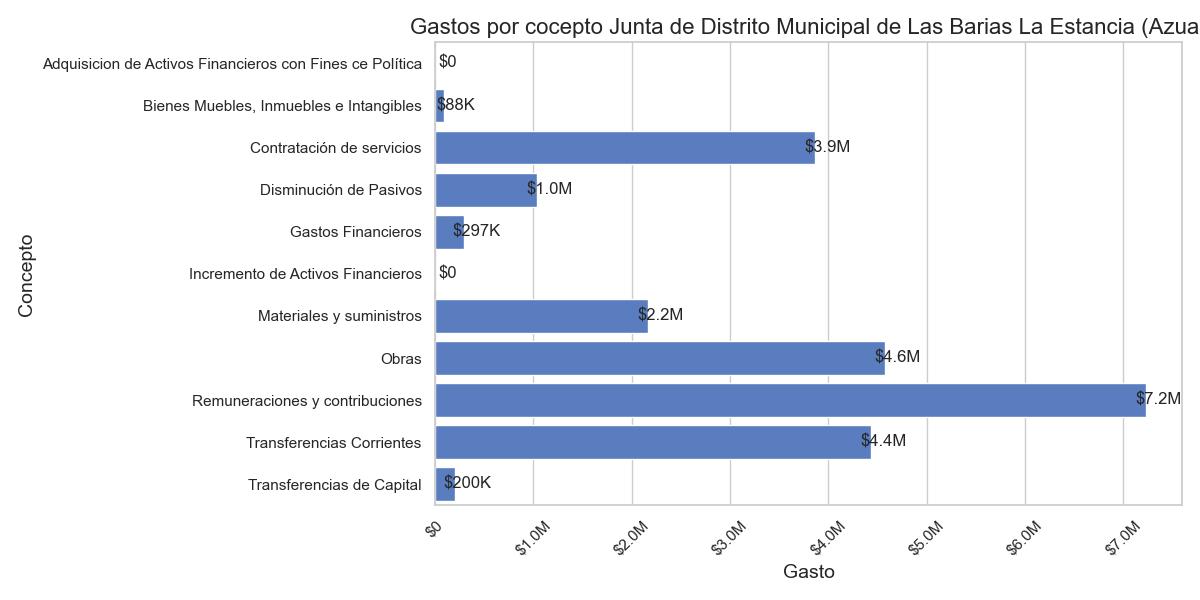 Gastos por cocepto Junta de Distrito Municipal de Las Barias La Estancia (Azua
Concepto
Adquisicion de Activos Financieros con Fines ce Política $0
Bienes Muebles, Inmuebles e Intangibles $88K
Contratación de servicios $3.9M
Disminución de Pasivos $1.0M
Gastos Financieros $297K
Incremento de Activos Financieros $0
Materiales y suministros $2.2M
Obras $4.6M
Remuneraciones y contribuciones $7.2M
Transferencias Corrientes $4.4M
Transferencias de Capital $200K
$0 $1.0M $2.0M $3.0M $4.0M $5.0M $6.0M $7.0M
Gasto